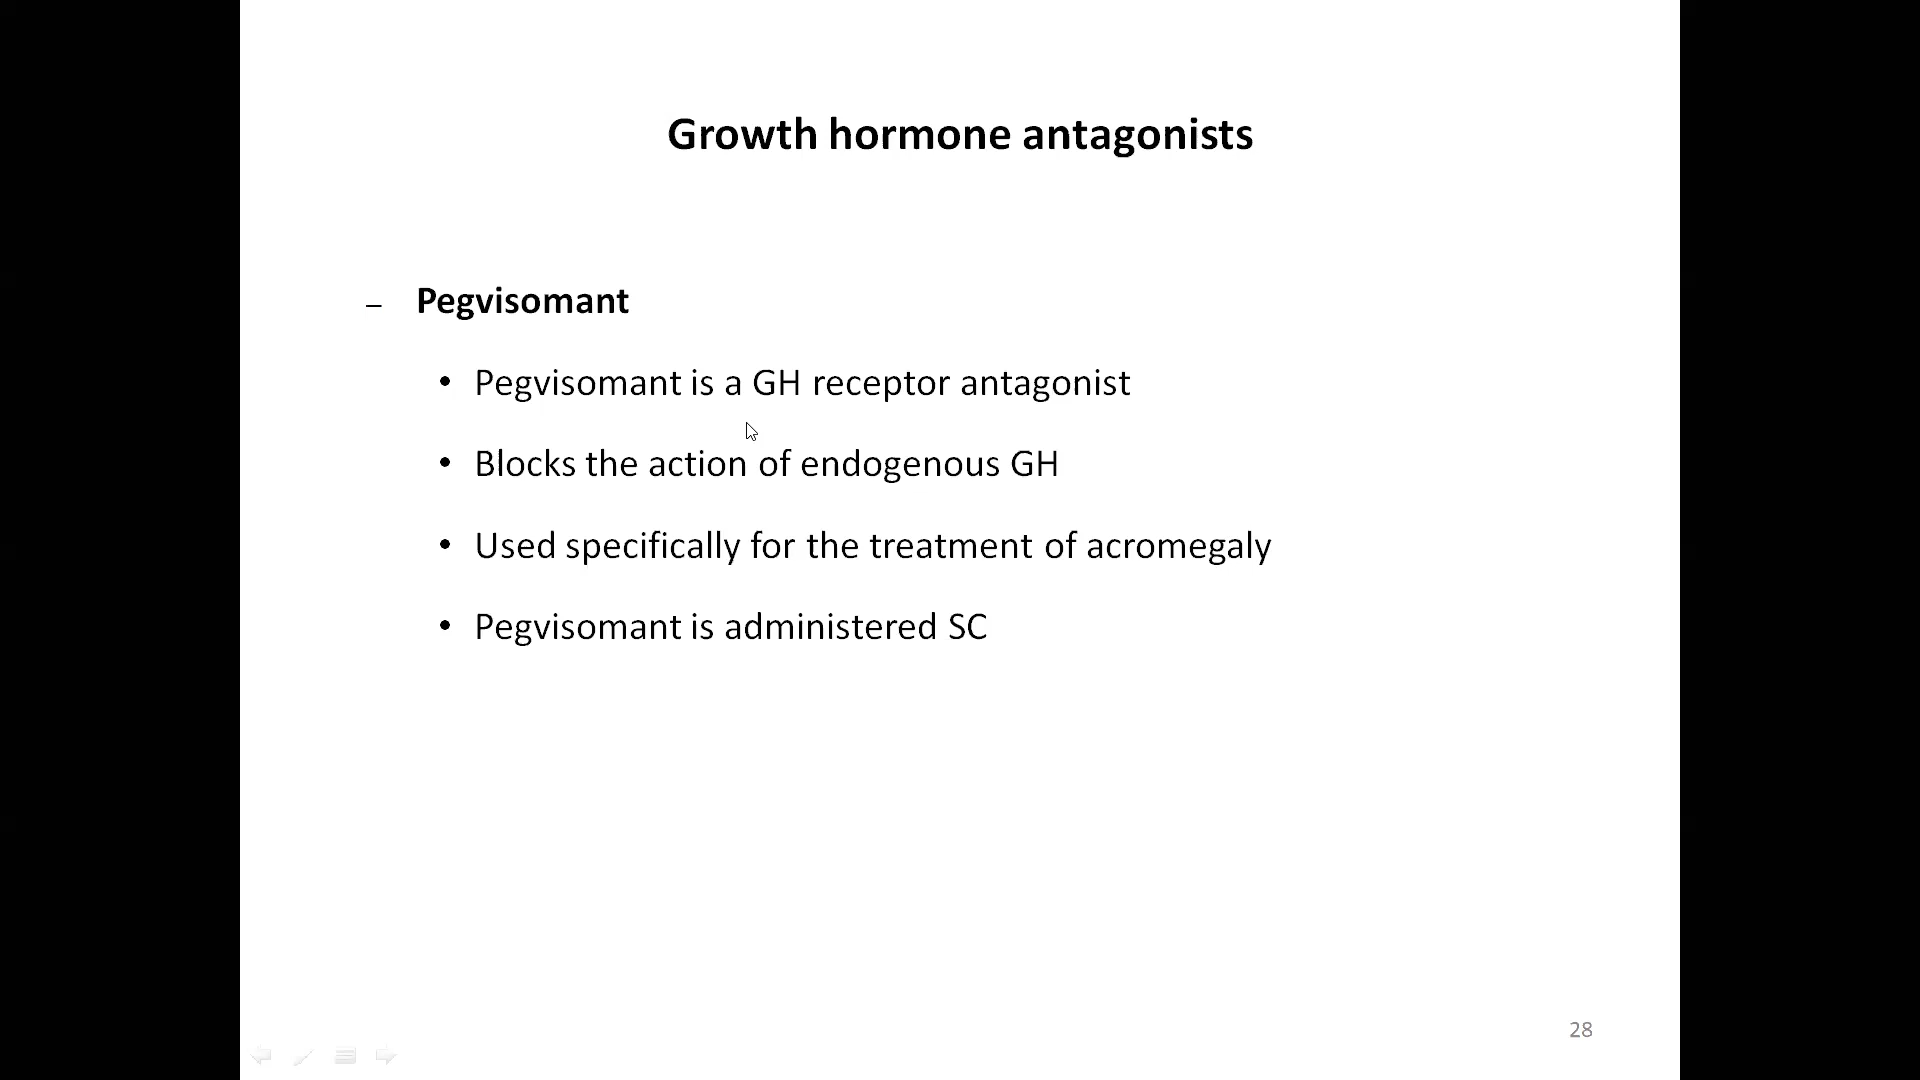 Growth hormone antagonists
– Pegvisomant
• Pegvisomant is a GH receptor antagonist
• Blocks the action of endogenous GH
• Used specifically for the treatment of acromegaly
• Pegvisomant is administered SC
28